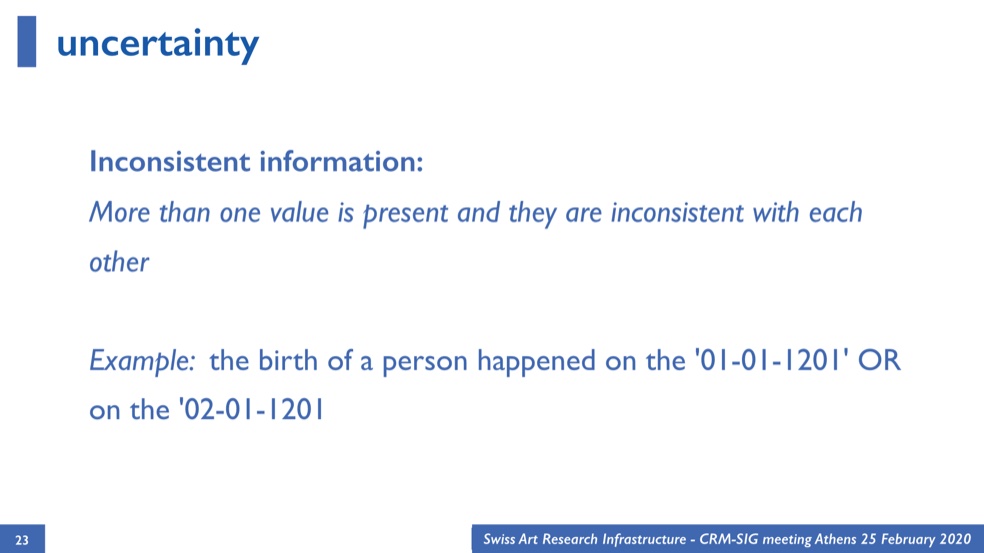 uncertainty
Inconsistent information:
More than one value is present and they are inconsistent with each
other
Example: the birth of a person happened on the '01-01-1201' OR
on the '02-01-1201
23
Swiss Art Research Infrastructure - CRM-SIG meeting Athens 25 February 2020